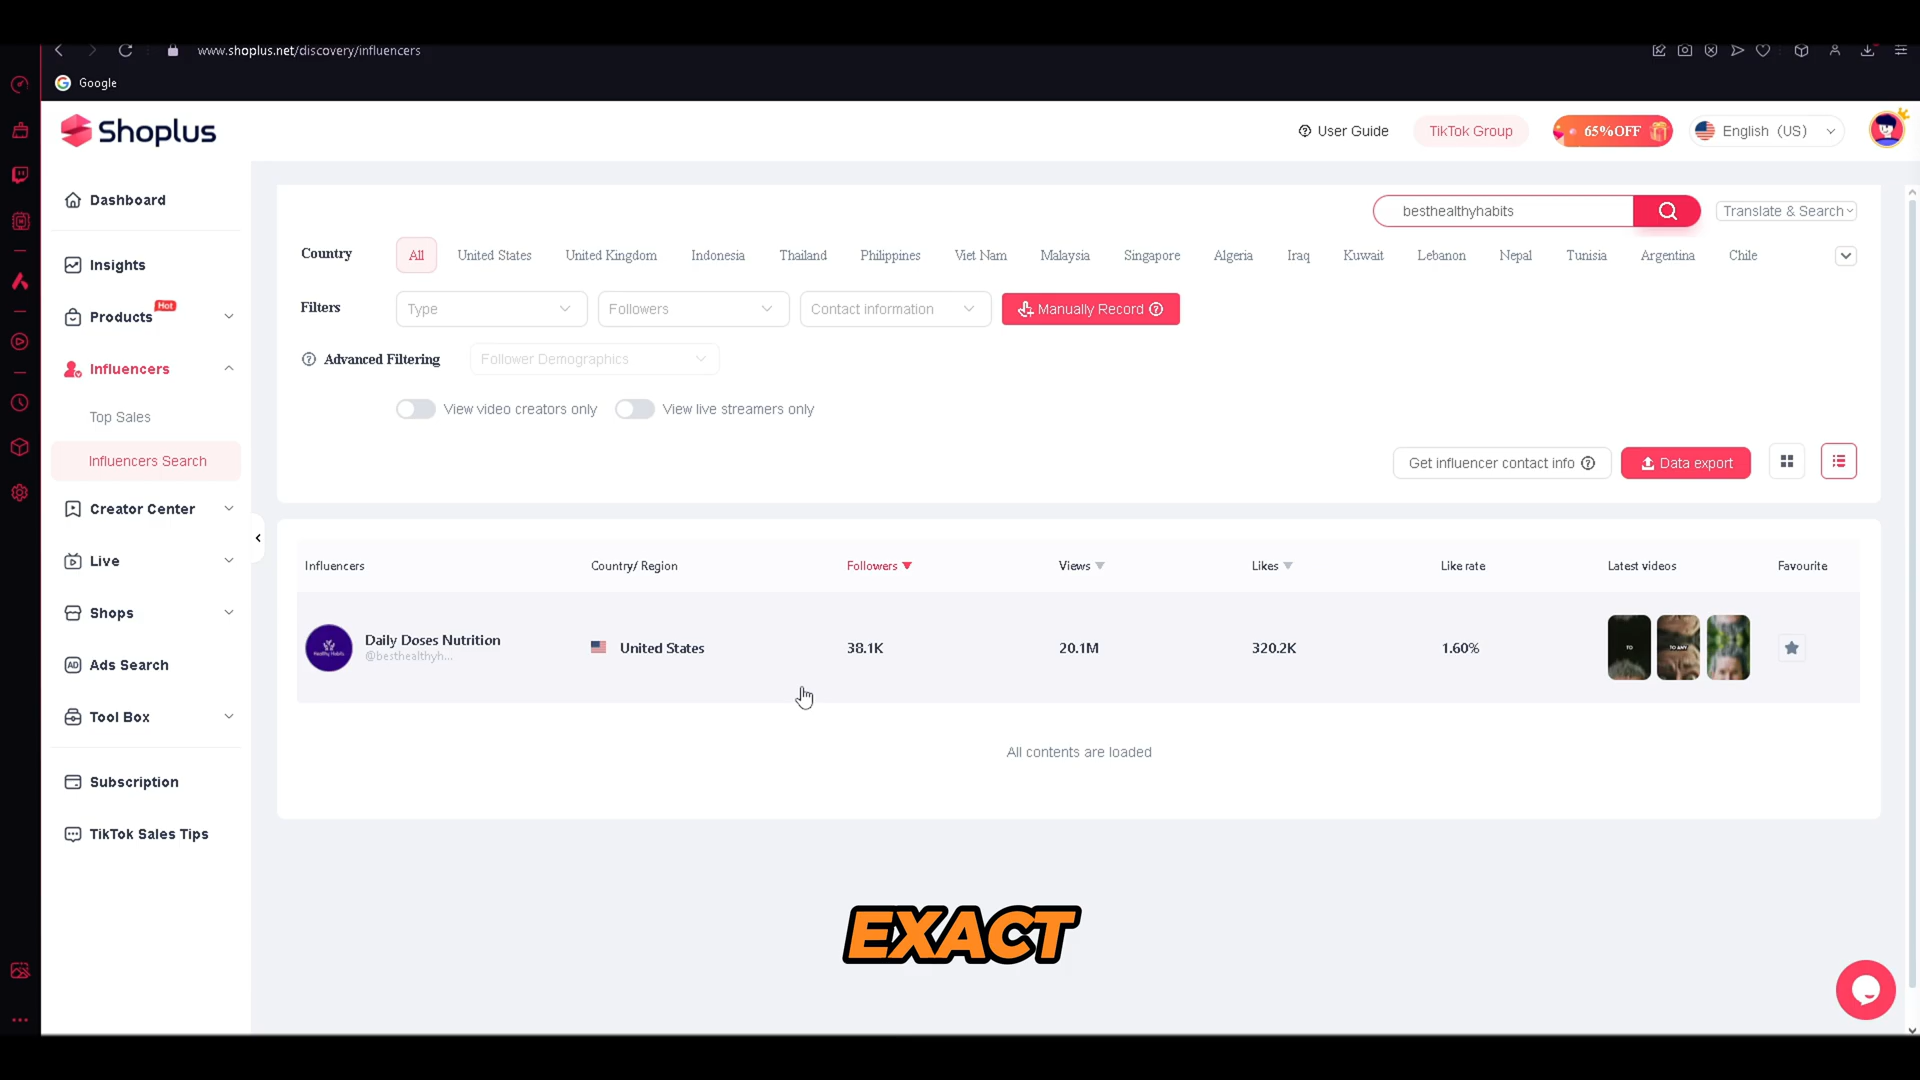 www.shoplus.net/discovery/influencers
Google
Shoplus
User Guide
TikTok Group
65%OFF
English (US)
Dashboard
Insights
Products
Hot
Influencers
Top Sales
Influencers Search
Creator Center
Live
Shops
Ads Search
AD
Tool Box
Subscription
TikTok Sales Tips
besthealthyhabits
Translate & Search
Country
All
United States
United Kingdom
Indonesia
Thailand
Philippines
Viet Nam
Malaysia
Singapore
Algeria
Iraq
Kuwait
Lebanon
Nepal
Tunisia
Argentina
Chile
Filters
Type
Followers
Contact information
Manually Record
Advanced Filtering
Follower Demographics
View video creators only
View live streamers only
Get influencer contact info
Data export
Influencers
Country/ Region
Followers
Views
Likes
Like rate
Latest videos
Favourite
Healthy Habits
Daily Doses Nutrition
@besthealthyh...
United States
38.1K
20.1M
320.2K
1.60%
TO
TO ANY
All contents are loaded
EXACT